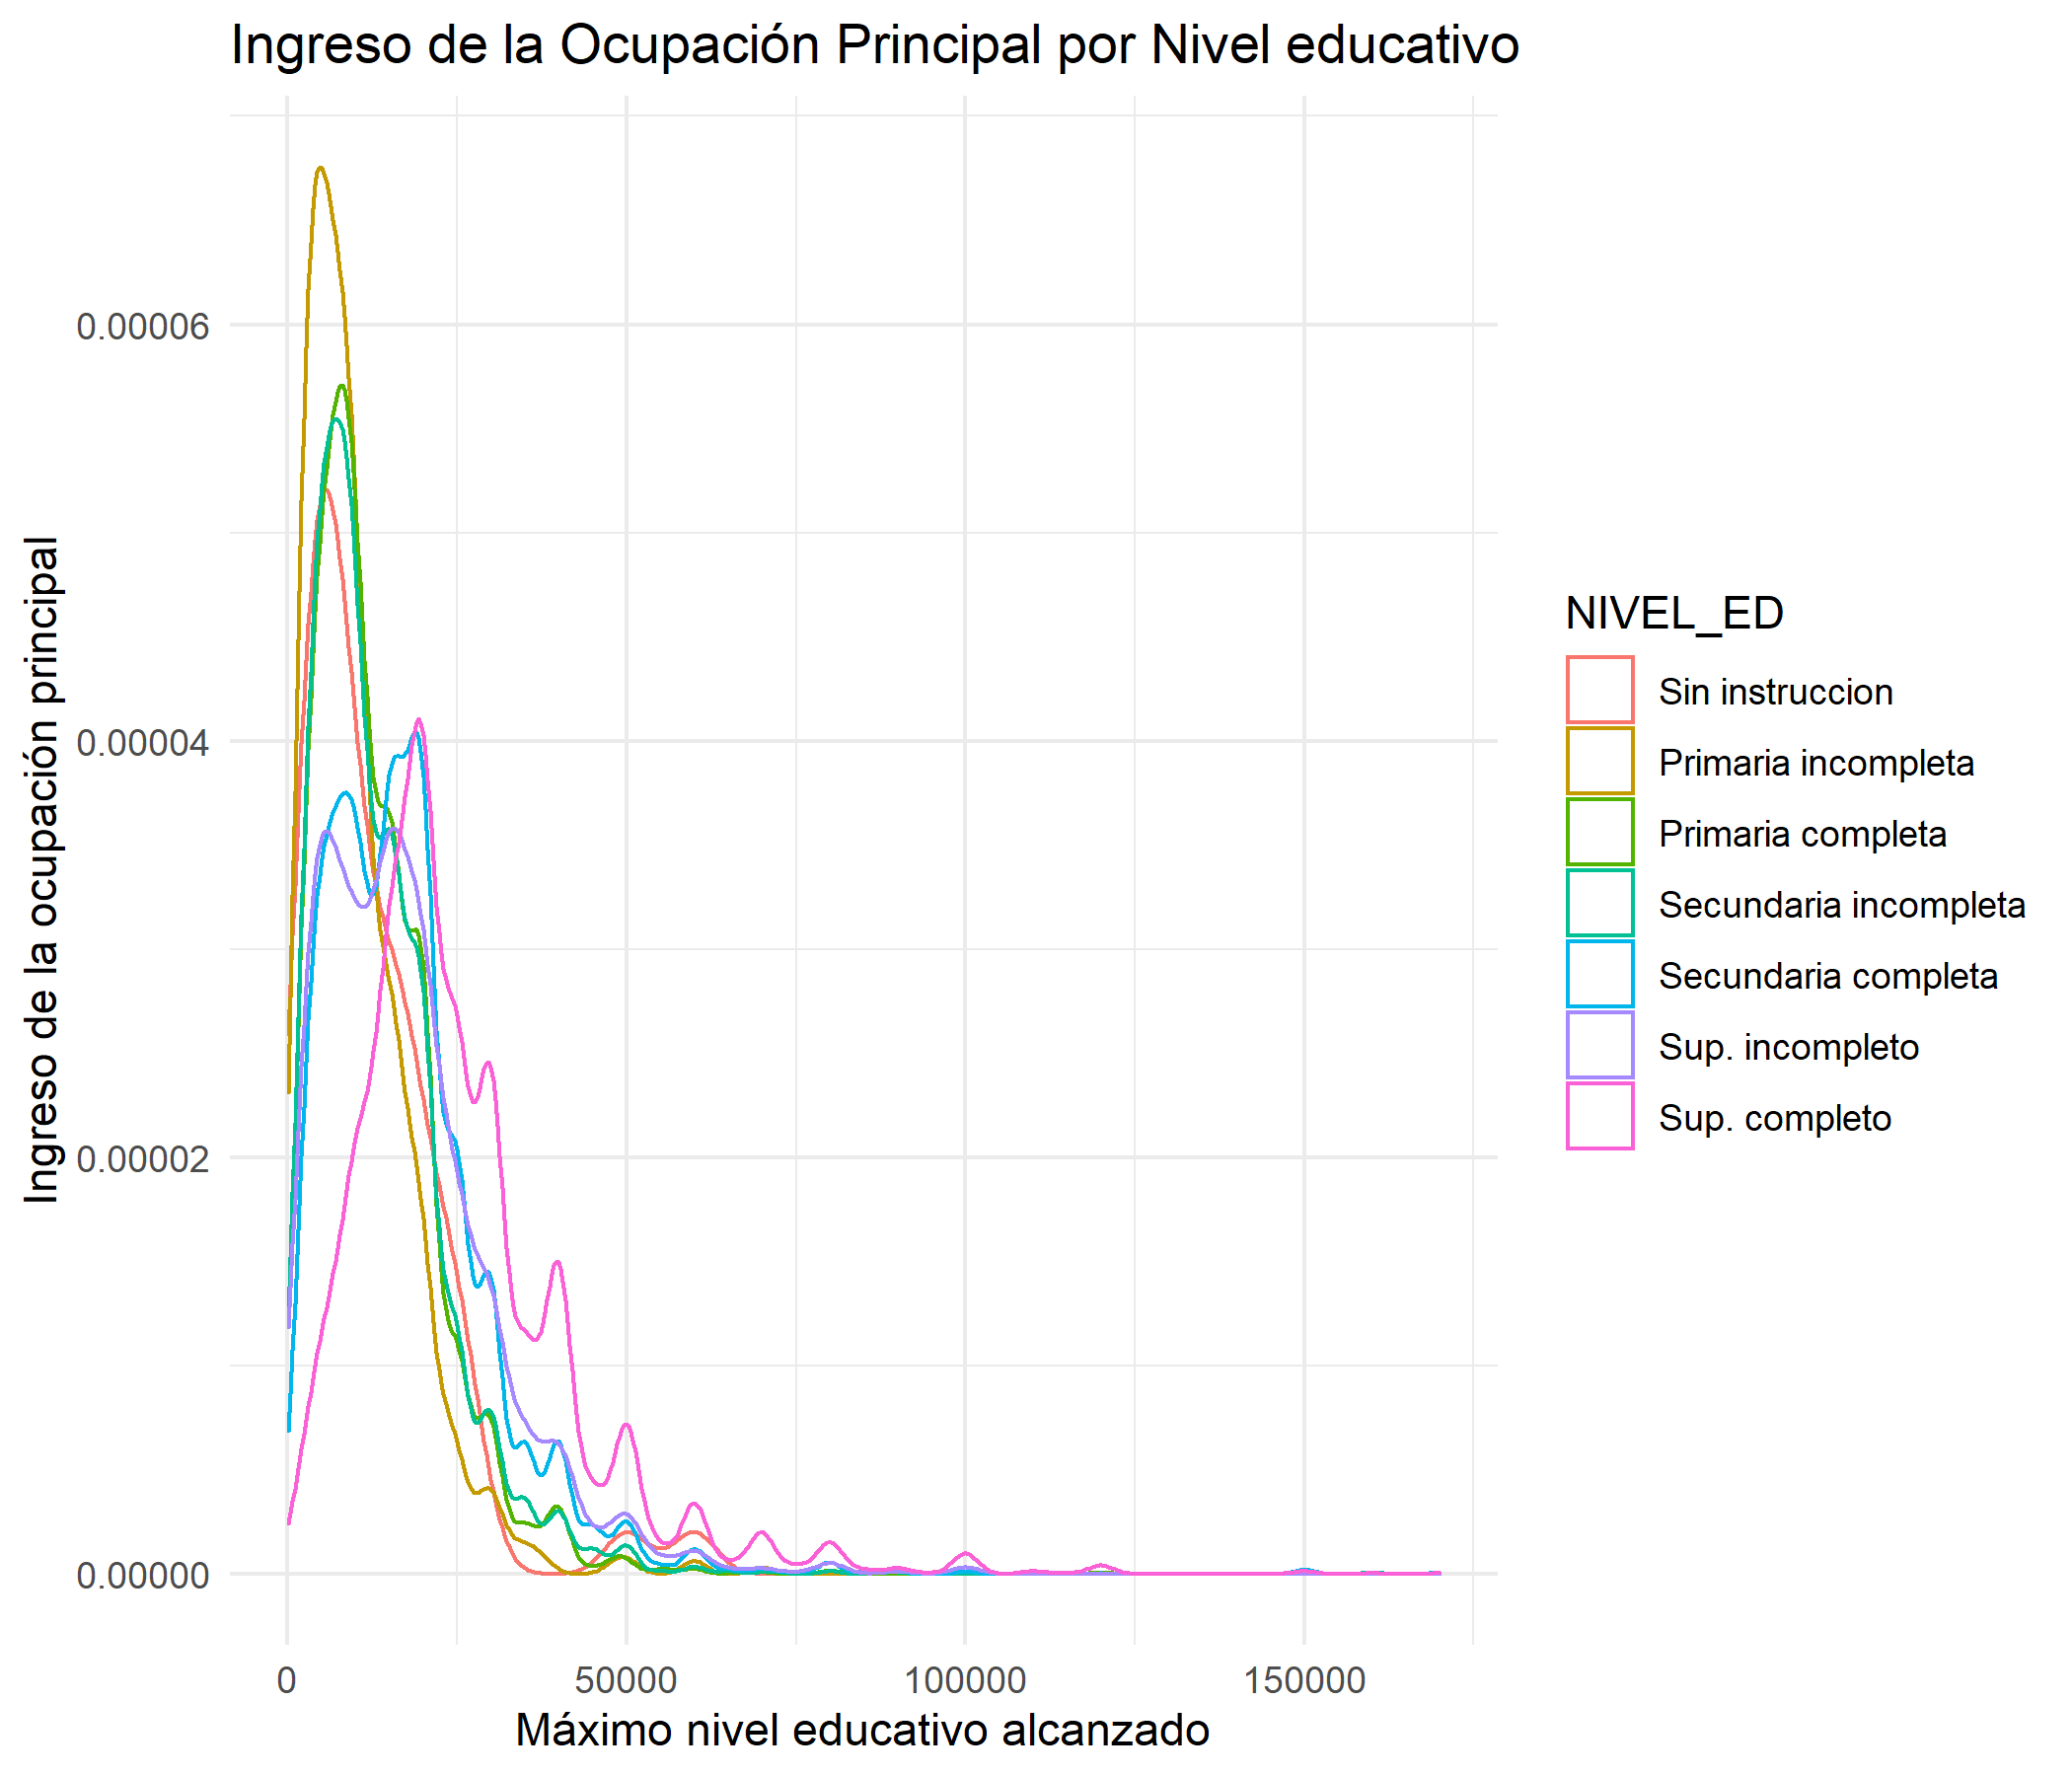 Ingreso de la Ocupación Principal por Nivel educativo
Ingreso de la ocupación principal
0.00006
0.00004
0.00002
0.00000
0
50000
100000
150000
Máximo nivel educativo alcanzado
NIVEL_ED
Sin instruccion
Primaria incompleta
Primaria completa
Secundaria incompleta
Secundaria completa
Sup. incompleto
Sup. completo